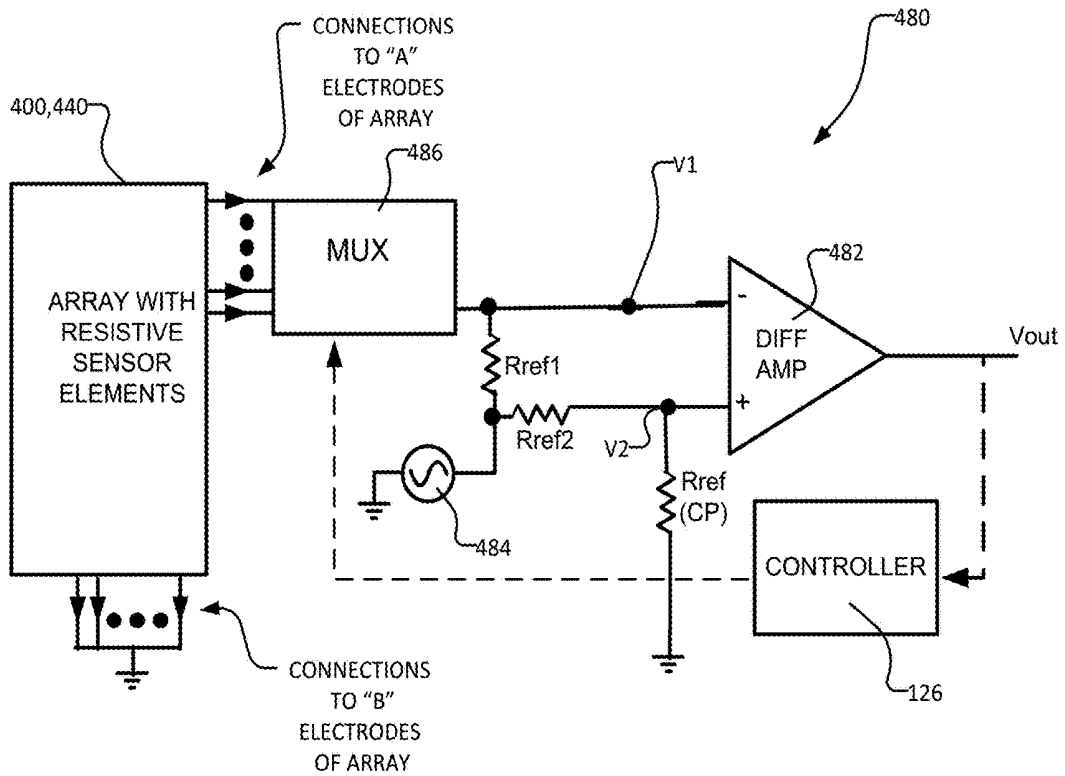 CONNECTIONS
TO “A”
ELECTRODES
OF ARRAY
480
400,440
486
V1
MUX
482
ARRAY WITH
RESISTIVE
SENSOR
ELEMENTS
-
DIFF
AMP
+
Vout
Rref1
Rref2
V2
Rref
(CP)
484
CONTROLLER
126
CONNECTIONS
TO “B”
ELECTRODES
OF ARRAY